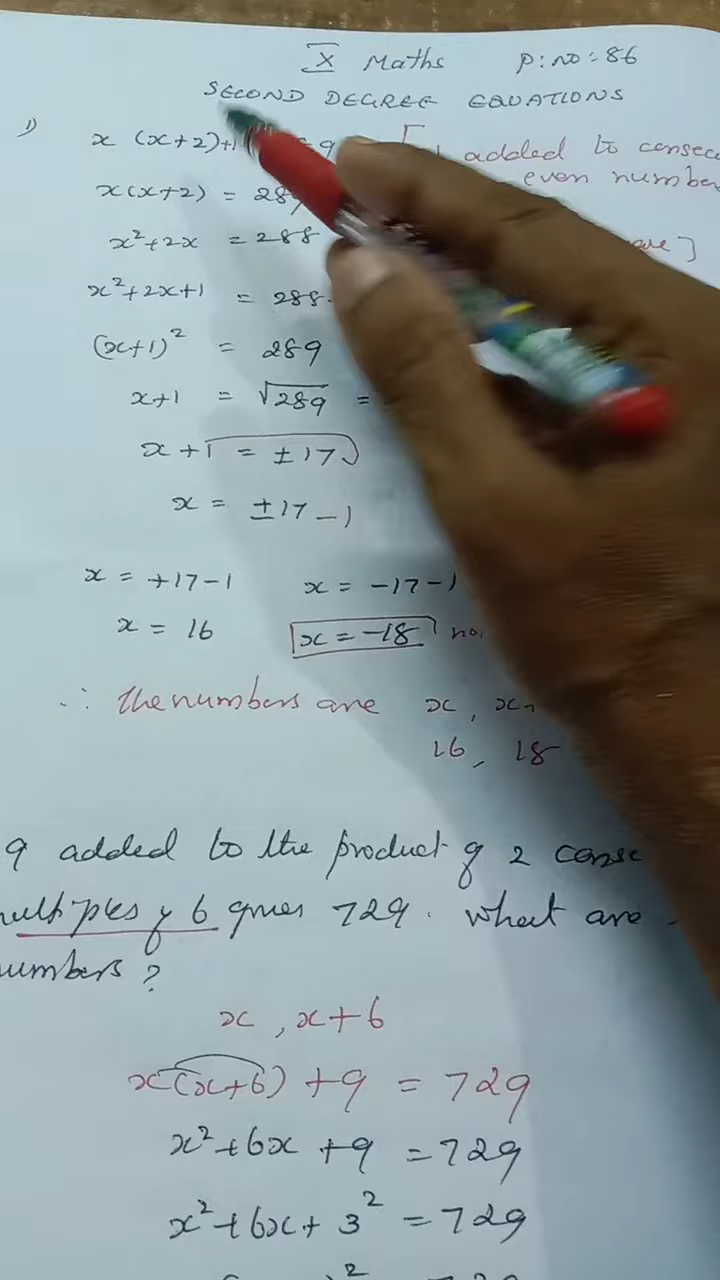 X Maths P: no: 86
SECOND DEGREE EQUATIONS
1)
x (x+2)+1
added to consec
x(x+2) = 289
even number
x²+2x = 288
x²+2x+1 = 288
(x+1)² = 289
x+1 = √289 =
x+1 = ±17
x = ±17-1
x = +17-1 x = -17-1
x = 16 x = -18
∴ The numbers are x,
16, 18
9 added to the product of 2 conse
multiples of 6 gives 729. What are
numbers?
x, x+6
x(x+6) +9 = 729
x²+6x +9 = 729
x²+6x+ 3² = 729